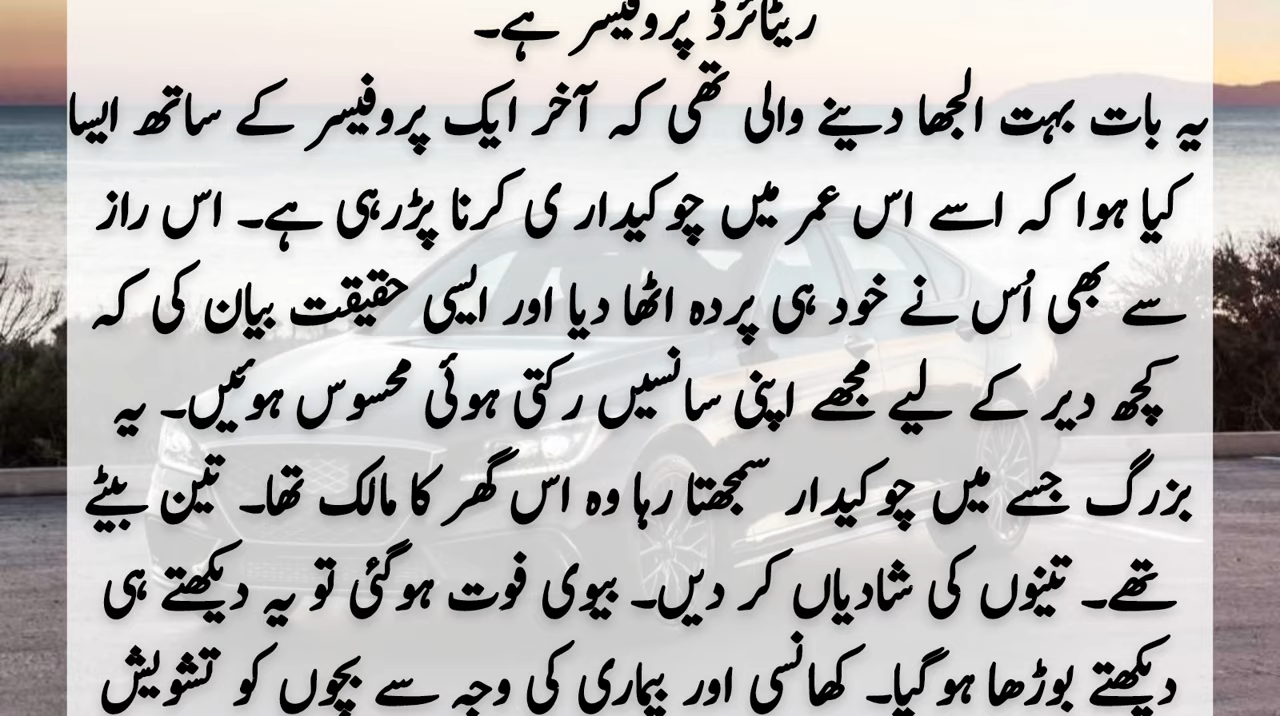 ریٹائرڈ پروفیسر ہے۔
یہ بات بہت الجھا دینے والی تھی کہ آخر ایک پروفیسر کے ساتھ ایسا
کیا ہوا کہ اسے اس عمر میں چوکیدار ی کرنا پڑرہی ہے۔ اس راز
سے بھی اُس نے خود ہی پردہ اٹھا دیا اور ایسی حقیقت بیان کی کہ
کچھ دیر کے لیے مجھے اپنی سانسیں رکتی ہوئی محسوس ہوئیں۔ یہ
بزرگ جسے میں چوکیدار سمجھتا رہا وہ اس گھر کا مالک تھا۔ تین بیٹے
تھے۔ تینوں کی شادیاں کر دیں۔ بیوی فوت ہوگئی تو یہ دیکھتے ہی
دیکھتے بوڑھا ہوگیا۔ کھانسی اور بیماری کی وجہ سے بچوں کو تشویش